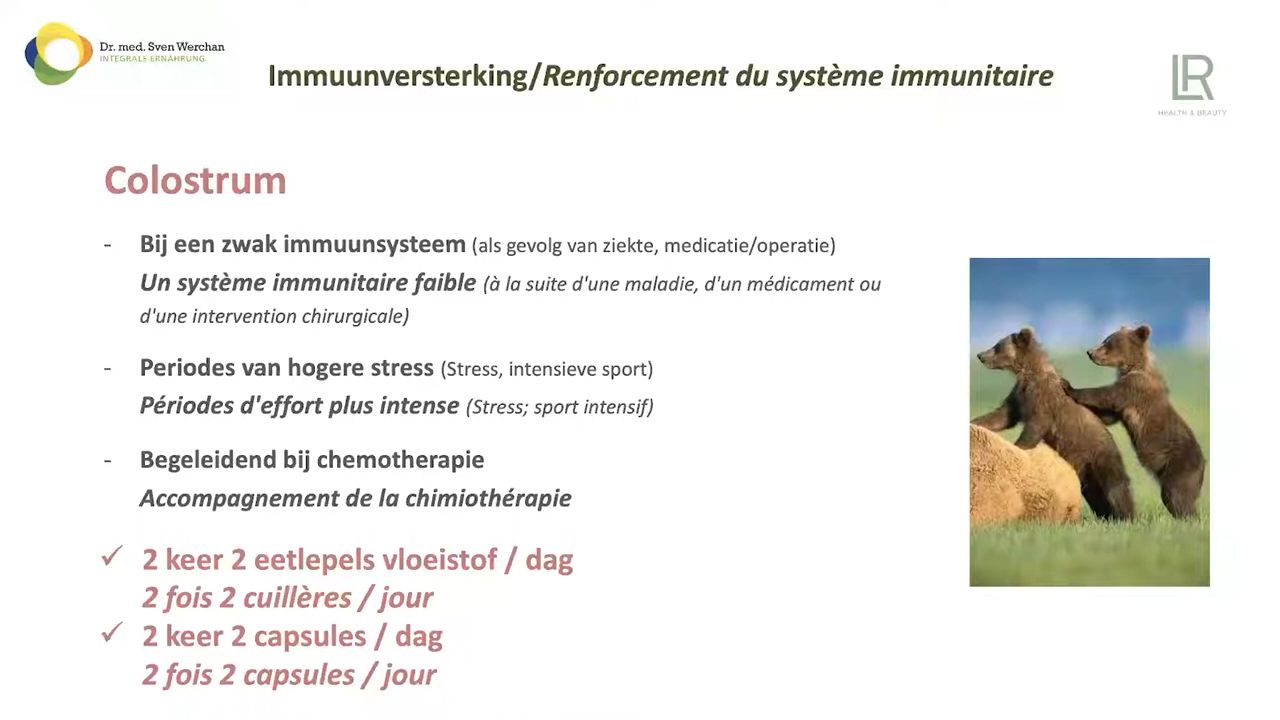 Dr. med. Sven Werchan
INTEGRALE ERNÄHRUNG
Immuunversterking/Renforcement du système immunitaire
LR
HEALTH & BEAUTY
Colostrum
- Bij een zwak immuunsysteem (als gevolg van ziekte, medicatie/operatie)
Un système immunitaire faible (à la suite d'une maladie, d'un médicament ou
d'une intervention chirurgicale)
- Periodes van hogere stress (Stress, intensieve sport)
Périodes d'effort plus intense (Stress; sport intensif)
- Begeleidend bij chemotherapie
Accompagnement de la chimiothérapie
✓ 2 keer 2 eetlepels vloeistof / dag
2 fois 2 cuillères / jour
✓ 2 keer 2 capsules / dag
2 fois 2 capsules / jour